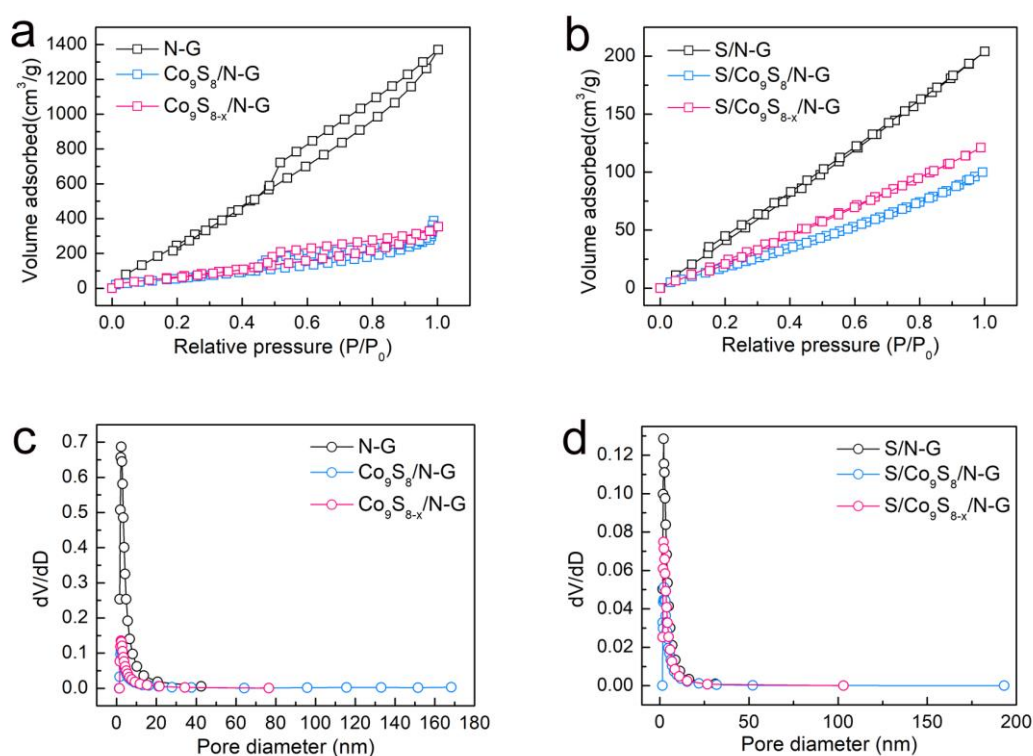 a
N-G
Co₉S₈/N-G
Co₉S₈₋ₓ/N-G
1400
1200
1000
800
600
400
200
0
Volume adsorbed(cm³/g)
0.0 0.2 0.4 0.6 0.8 1.0
Relative pressure (P/P₀)
b
S/N-G
S/Co₉S₈/N-G
S/Co₉S₈₋ₓ/N-G
200
150
100
50
0
Volume adsorbed(cm³/g)
0.0 0.2 0.4 0.6 0.8 1.0
Relative pressure (P/P₀)
c
N-G
Co₉S₈/N-G
Co₉S₈₋ₓ/N-G
0.7
0.6
0.5
0.4
0.3
0.2
0.1
0.0
dV/dD
0 20 40 60 80 100 120 140 160 180
Pore diameter (nm)
d
S/N-G
S/Co₉S₈/N-G
S/Co₉S₈₋ₓ/N-G
0.12
0.10
0.08
0.06
0.04
0.02
0.00
dV/dD
0 50 100 150 200
Pore diameter (nm)